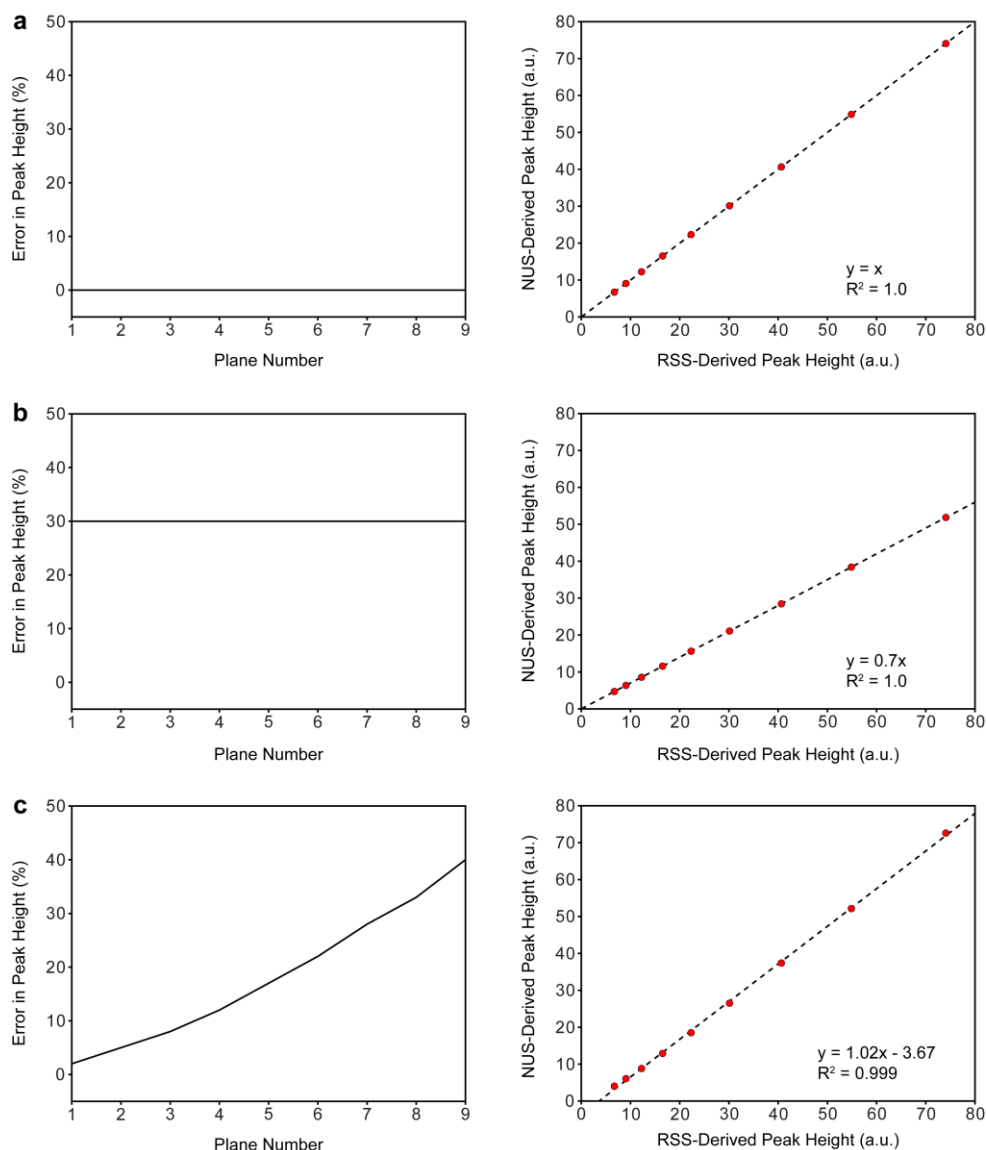 a
Error in Peak Height (%)
50
40
30
20
10
0
1 2 3 4 5 6 7 8 9
Plane Number
NUS-Derived Peak Height (a.u.)
80
70
60
50
40
30
20
10
0
y = x
R² = 1.0
0 10 20 30 40 50 60 70 80
RSS-Derived Peak Height (a.u.)
b
Error in Peak Height (%)
50
40
30
20
10
0
1 2 3 4 5 6 7 8 9
Plane Number
NUS-Derived Peak Height (a.u.)
80
70
60
50
40
30
20
10
0
y = 0.7x
R² = 1.0
0 10 20 30 40 50 60 70 80
RSS-Derived Peak Height (a.u.)
c
Error in Peak Height (%)
50
40
30
20
10
0
1 2 3 4 5 6 7 8 9
Plane Number
NUS-Derived Peak Height (a.u.)
80
70
60
50
40
30
20
10
0
y = 1.02x - 3.67
R² = 0.999
0 10 20 30 40 50 60 70 80
RSS-Derived Peak Height (a.u.)